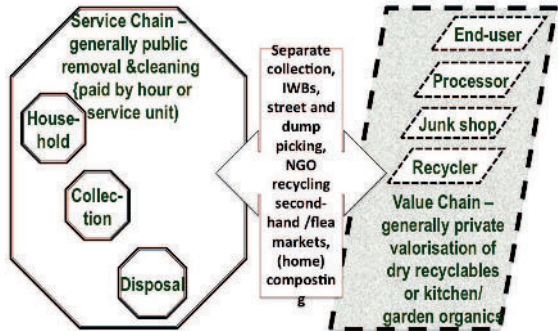 Service Chain –
generally public
removal &cleaning
{paid by hour or
service unit)
House-
hold
Collec-
tion
Disposal
Separate
collection,
IWBs,
street and
dump
picking,
NGO
recycling
second-
hand /flea
markets,
(home)
compostin
g
End-user
Processor
Junk shop
Recycler
Value Chain –
generally private
valorisation of
dry recyclables
or kitchen/
garden organics